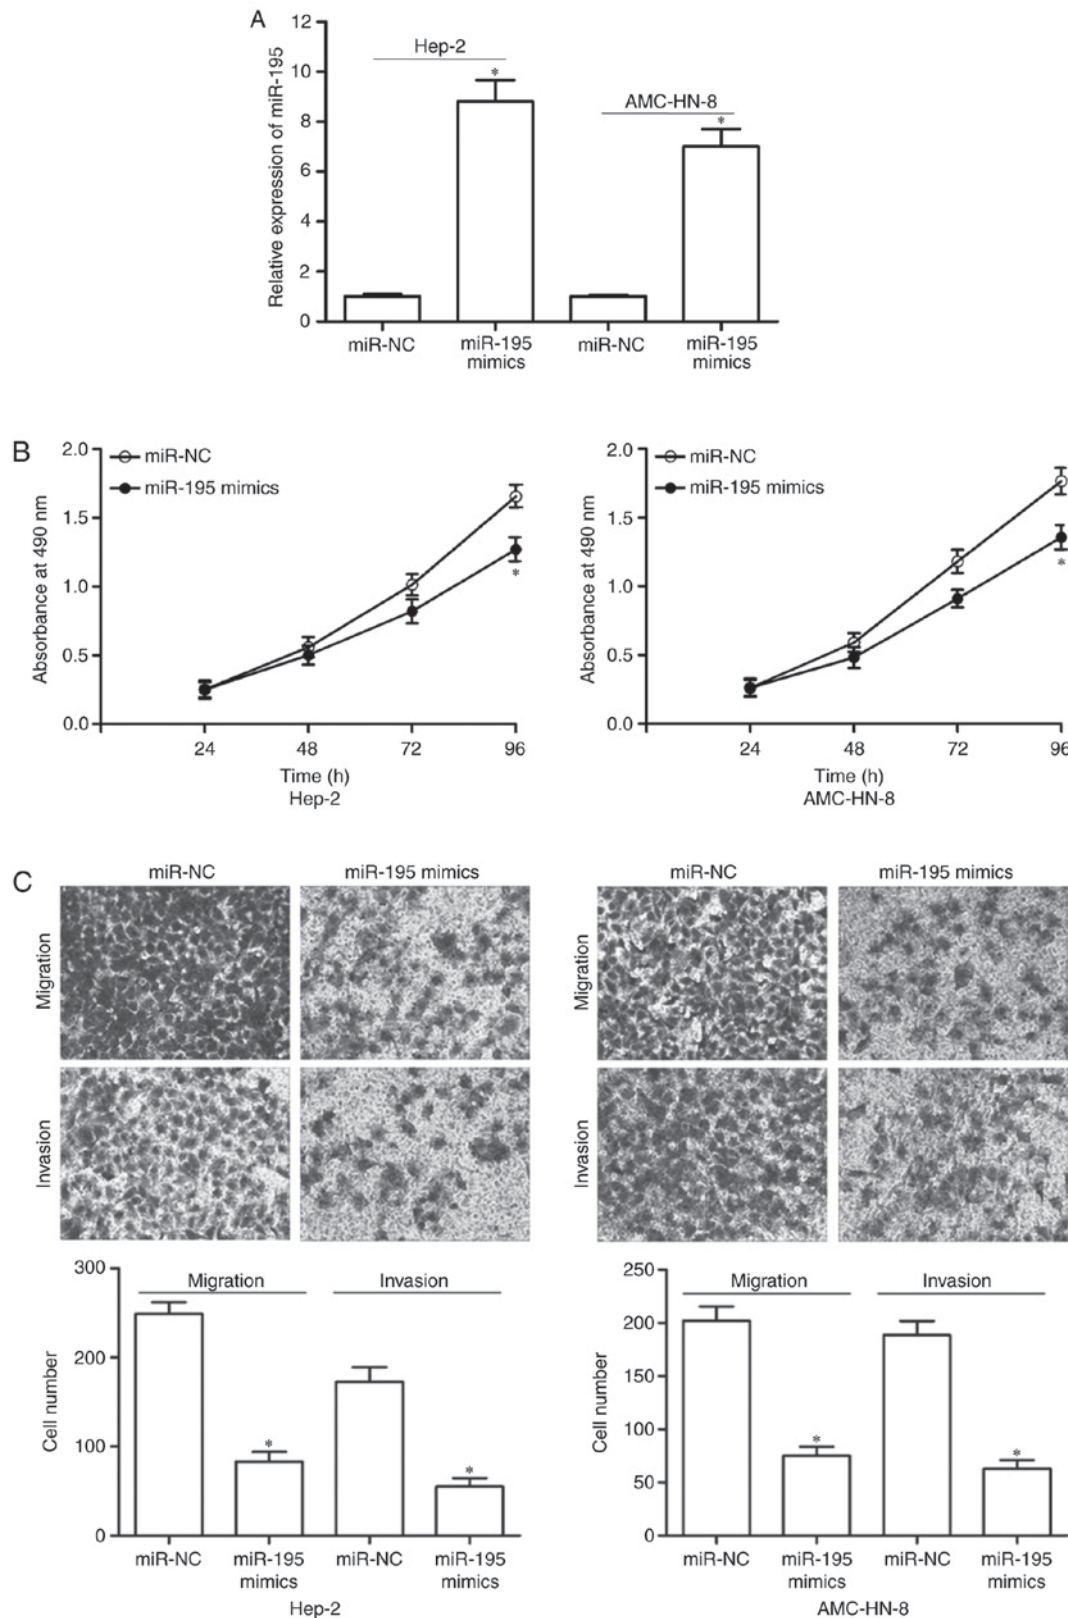 A
12
10
8
6
4
2
0
Relative expression of miR-195
Hep-2
*
AMC-HN-8
*
miR-NC
miR-195
mimics
miR-NC
miR-195
mimics
B
2.0
1.5
1.0
0.5
0.0
Absorbance at 490 nm
miR-NC
miR-195 mimics
*
24
48
72
96
Time (h)
Hep-2
2.0
1.5
1.0
0.5
0.0
Absorbance at 490 nm
miR-NC
miR-195 mimics
*
24
48
72
96
Time (h)
AMC-HN-8
C
miR-NC
miR-195 mimics
Migration
Invasion
miR-NC
miR-195 mimics
Migration
Invasion
300
200
100
0
Cell number
Migration
Invasion
*
*
miR-NC
miR-195
mimics
miR-NC
miR-195
mimics
Hep-2
250
200
150
100
50
0
Cell number
Migration
Invasion
*
*
miR-NC
miR-195
mimics
miR-NC
miR-195
mimics
AMC-HN-8